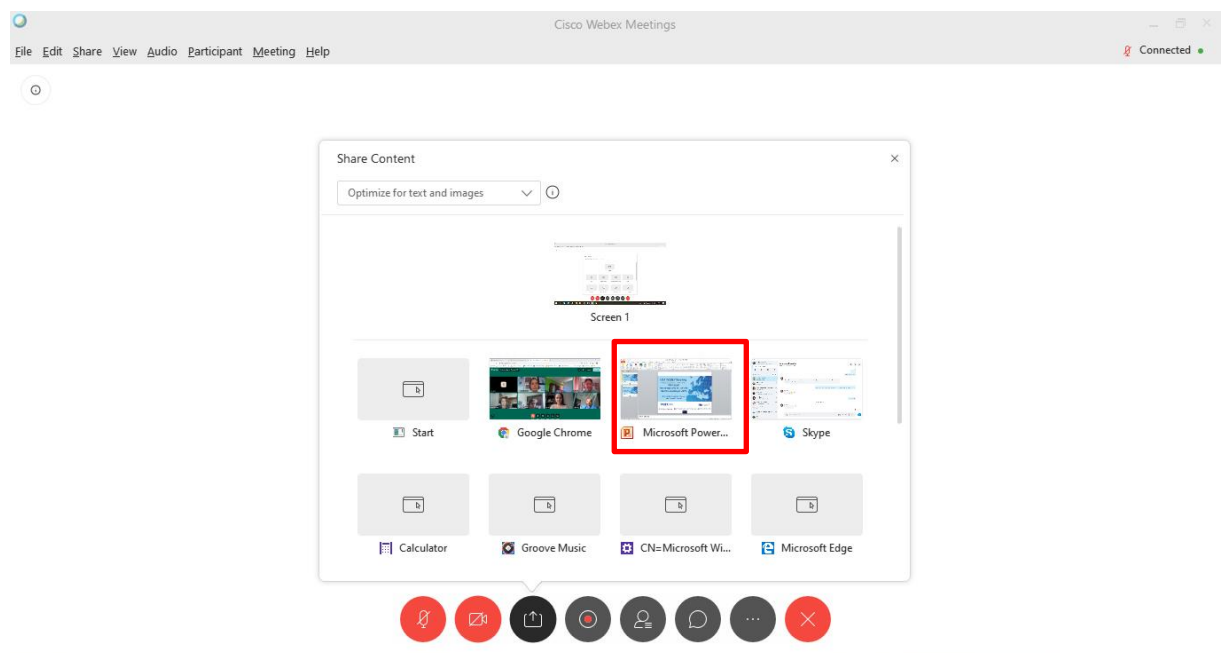 Cisco Webex Meetings
File Edit Share View Audio Participant Meeting Help
Connected
Share Content
Optimize for text and images
Screen 1
Start
Google Chrome
Microsoft Power...
Skype
Calculator
Groove Music
CN=Microsoft Wi...
Microsoft Edge